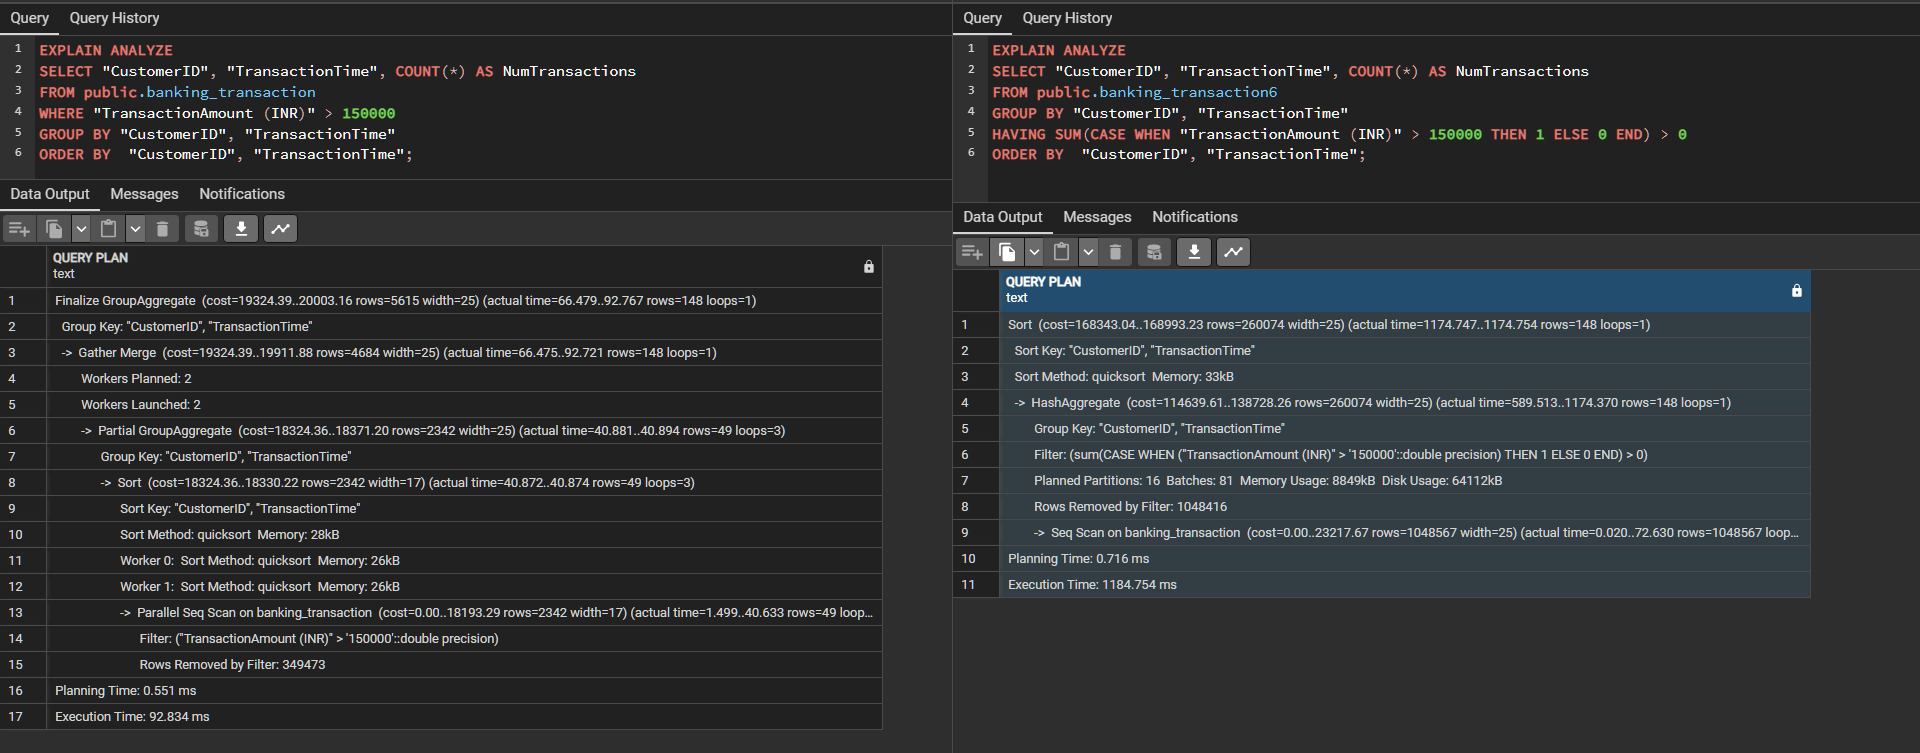 Query Query History
1 EXPLAIN ANALYZE
2 SELECT "CustomerID", "TransactionTime", COUNT(*) AS NumTransactions
3 FROM public.banking_transaction
4 WHERE "TransactionAmount (INR)" > 150000
5 GROUP BY "CustomerID", "TransactionTime"
6 ORDER BY  "CustomerID", "TransactionTime";
Data Output Messages Notifications
QUERY PLAN
text
1 Finalize GroupAggregate (cost=19324.39..20003.16 rows=5615 width=25) (actual time=66.479..92.767 rows=148 loops=1)
2 Group Key: "CustomerID", "TransactionTime"
3 -> Gather Merge (cost=19324.39..19911.88 rows=4684 width=25) (actual time=66.475..92.721 rows=148 loops=1)
4 Workers Planned: 2
5 Workers Launched: 2
6 -> Partial GroupAggregate (cost=18324.36..18371.20 rows=2342 width=25) (actual time=40.881..40.894 rows=49 loops=3)
7 Group Key: "CustomerID", "TransactionTime"
8 -> Sort (cost=18324.36..18330.22 rows=2342 width=17) (actual time=40.872..40.874 rows=49 loops=3)
9 Sort Key: "CustomerID", "TransactionTime"
10 Sort Method: quicksort Memory: 28kB
11 Worker 0: Sort Method: quicksort Memory: 26kB
12 Worker 1: Sort Method: quicksort Memory: 26kB
13 -> Parallel Seq Scan on banking_transaction (cost=0.00..18193.29 rows=2342 width=17) (actual time=1.499..40.633 rows=49 loop...
14 Filter: ("TransactionAmount (INR)" > '150000'::double precision)
15 Rows Removed by Filter: 349473
16 Planning Time: 0.551 ms
17 Execution Time: 92.834 ms
Query Query History
1 EXPLAIN ANALYZE
2 SELECT "CustomerID", "TransactionTime", COUNT(*) AS NumTransactions
3 FROM public.banking_transaction6
4 GROUP BY "CustomerID", "TransactionTime"
5 HAVING SUM(CASE WHEN "TransactionAmount (INR)" > 150000 THEN 1 ELSE 0 END) > 0
6 ORDER BY  "CustomerID", "TransactionTime";
Data Output Messages Notifications
QUERY PLAN
text
1 Sort (cost=168343.04..168993.23 rows=260074 width=25) (actual time=1174.747..1174.754 rows=148 loops=1)
2 Sort Key: "CustomerID", "TransactionTime"
3 Sort Method: quicksort Memory: 33kB
4 -> HashAggregate (cost=114639.61..138728.26 rows=260074 width=25) (actual time=589.513..1174.370 rows=148 loops=1)
5 Group Key: "CustomerID", "TransactionTime"
6 Filter: (sum(CASE WHEN ("TransactionAmount (INR)" > '150000'::double precision) THEN 1 ELSE 0 END) > 0)
7 Planned Partitions: 16 Batches: 81 Memory Usage: 8849kB Disk Usage: 64112kB
8 Rows Removed by Filter: 1048416
9 -> Seq Scan on banking_transaction (cost=0.00..23217.67 rows=1048567 width=25) (actual time=0.020..72.630 rows=1048567 loop...
10 Planning Time: 0.716 ms
11 Execution Time: 1184.754 ms